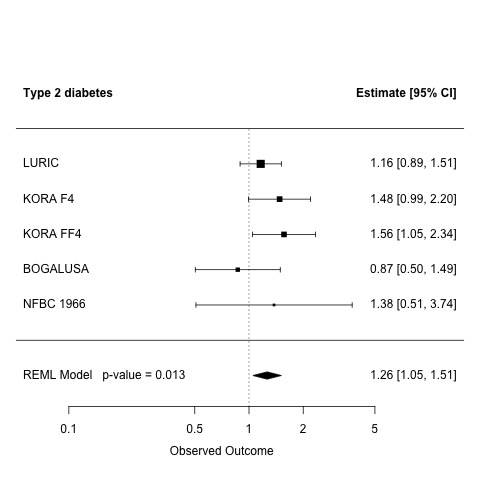 Type 2 diabetes Estimate [95% CI]
LURIC 1.16 [0.89, 1.51]
KORA F4 1.48 [0.99, 2.20]
KORA FF4 1.56 [1.05, 2.34]
BOGALUSA 0.87 [0.50, 1.49]
NFBC 1966 1.38 [0.51, 3.74]
REML Model p-value = 0.013 1.26 [1.05, 1.51]
0.1 0.5 1 2 5
Observed Outcome